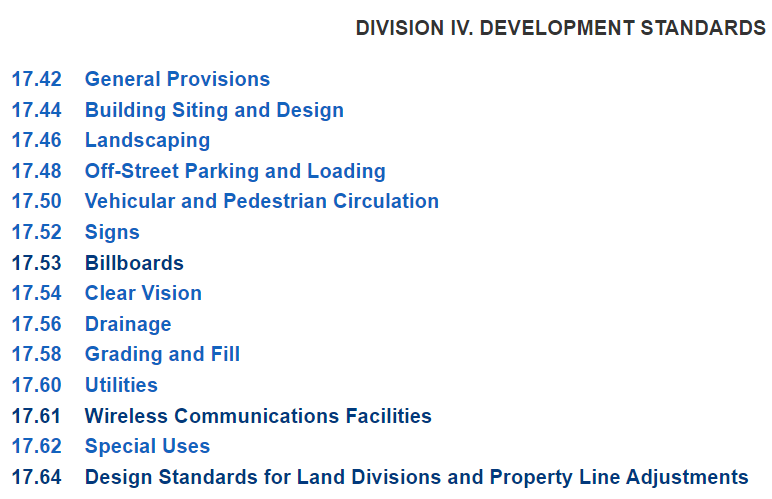 DIVISION IV. DEVELOPMENT STANDARDS
17.42 General Provisions
17.44 Building Siting and Design
17.46 Landscaping
17.48 Off-Street Parking and Loading
17.50 Vehicular and Pedestrian Circulation
17.52 Signs
17.53 Billboards
17.54 Clear Vision
17.56 Drainage
17.58 Grading and Fill
17.60 Utilities
17.61 Wireless Communications Facilities
17.62 Special Uses
17.64 Design Standards for Land Divisions and Property Line Adjustments